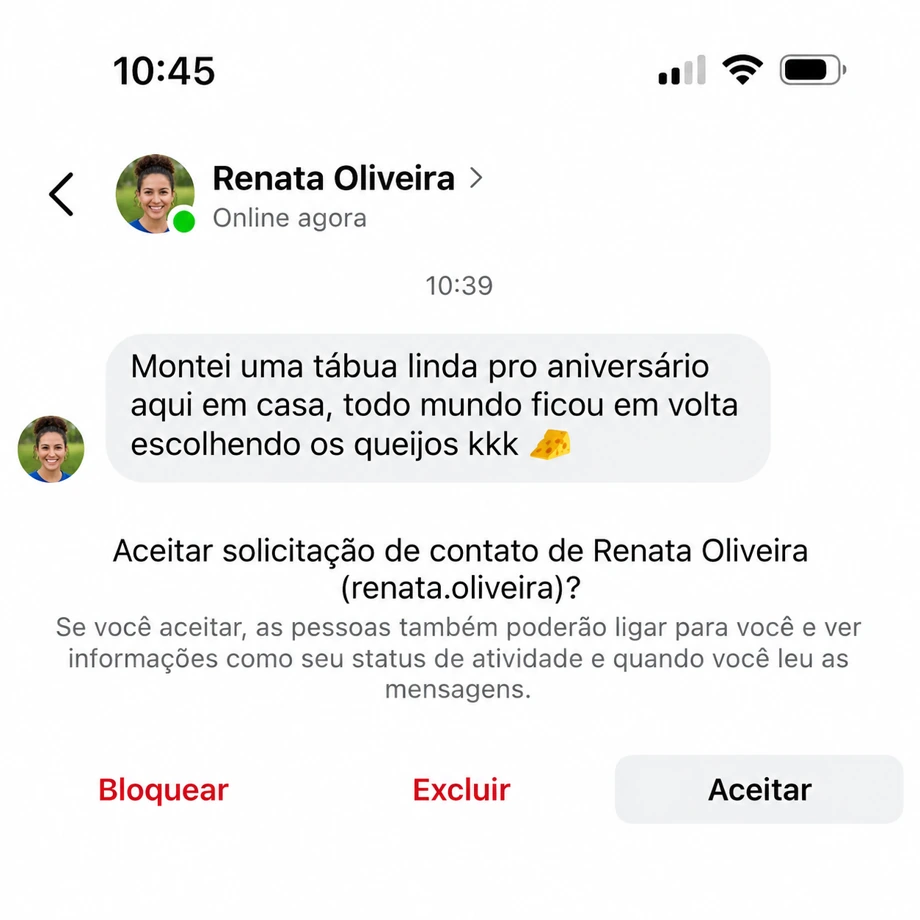 10:45
Renata Oliveira
Online agora
10:39
Montei uma tábua linda pro aniversário
aqui em casa, todo mundo ficou em volta
escolhendo os queijos kkk 🧀
Aceitar solicitação de contato de Renata Oliveira
(renata.oliveira)?
Se você aceitar, as pessoas também poderão ligar para você e ver
informações como seu status de atividade e quando você leu as
mensagens.
Bloquear
Excluir
Aceitar